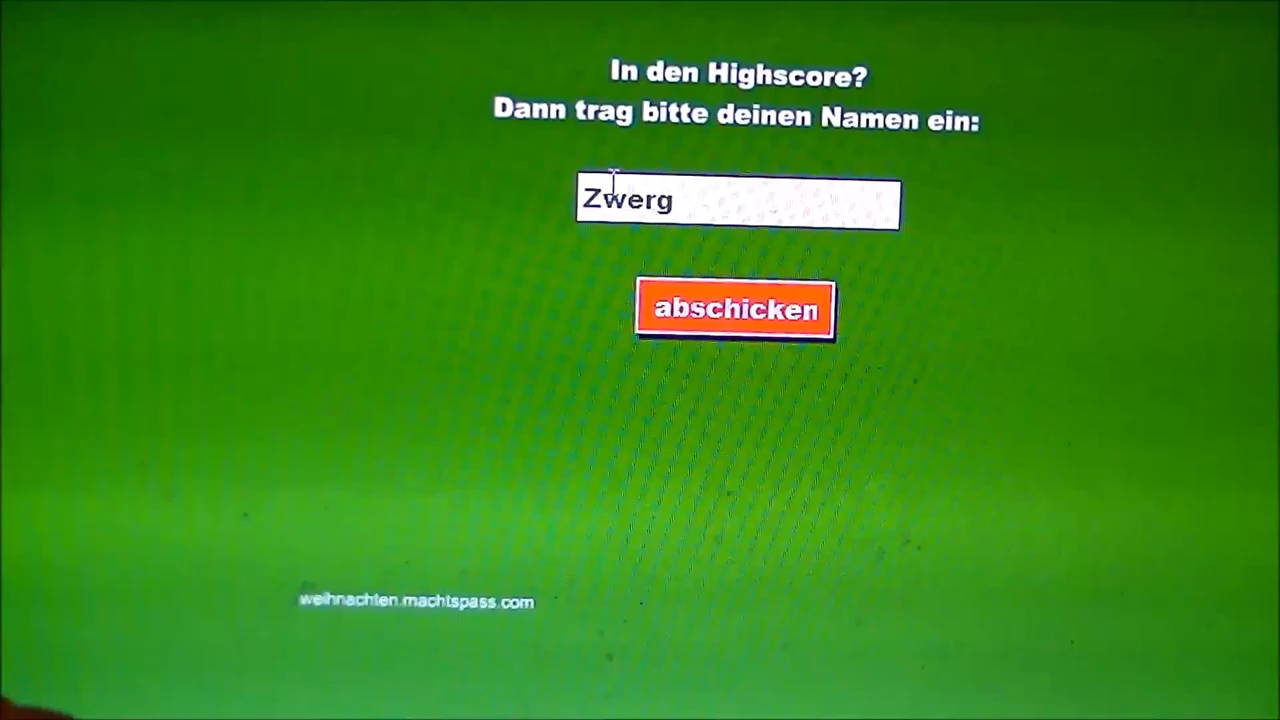 In den Highscore?
Dann trag bitte deinen Namen ein:
Zwerg
abschicken
weihnachten.machtspass.com